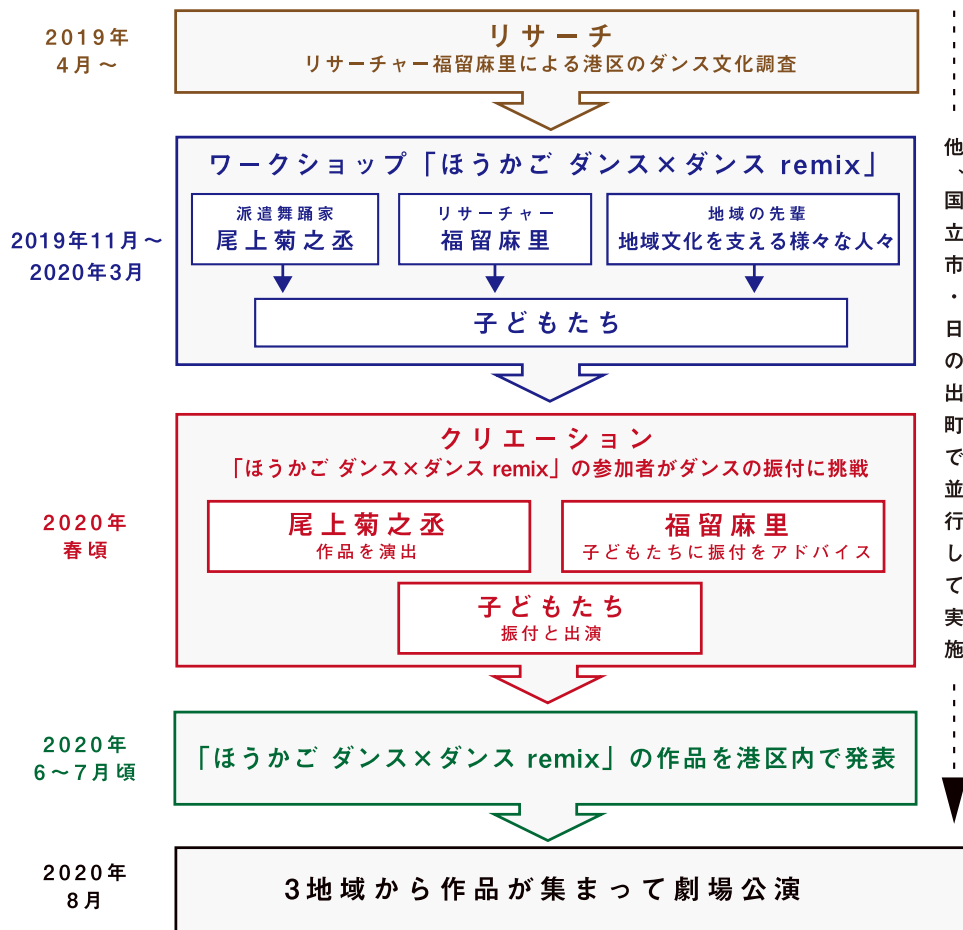 2019年
4月～
リサーチ
リサーチャー福留麻里による港区のダンス文化調査
2019年11月～
2020年3月
ワークショップ「ほうかご ダンス×ダンス remix」
派遣舞踊家
尾上菊之丞
リサーチャー
福留麻里
地域の先輩
地域文化を支える様々な人々
子どもたち
2020年
春頃
クリエーション
「ほうかご ダンス×ダンス remix」の参加者がダンスの振付に挑戦
尾上菊之丞
作品を演出
福留麻里
子どもたちに振付をアドバイス
子どもたち
振付と出演
2020年
6～7月頃
「ほうかご ダンス×ダンス remix」の作品を港区内で発表
2020年
8月
3地域から作品が集まって劇場公演
他、国立市・日の出町で並行して実施